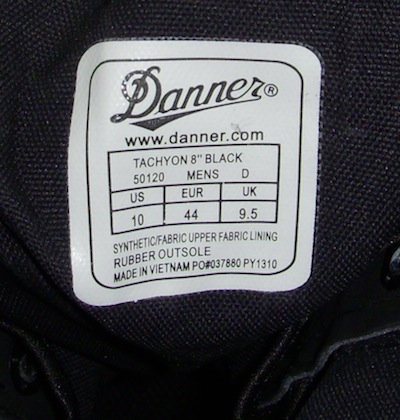 Danner®
www.danner.com
TACHYON 8" BLACK
50120 MENS D
US EUR UK
10 44 9.5
SYNTHETIC/FABRIC UPPER FABRIC LINING
RUBBER OUTSOLE
MADE IN VIETNAM PO#037880 PY1310